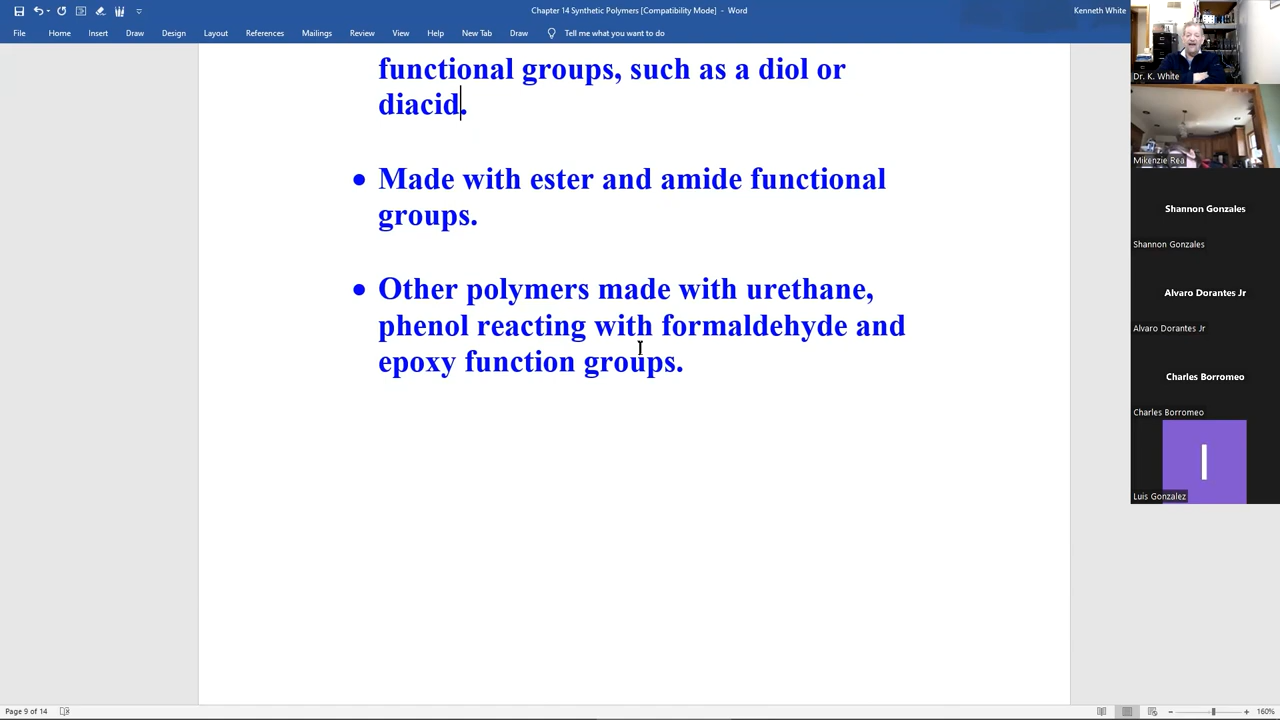 Chapter 14 Synthetic Polymers [Compatibility Mode] - Word
Kenneth White
File Home Insert Draw Design Layout References Mailings Review View Help New Tab Draw Tell me what you want to do
functional groups, such as a diol or
diacid.
• Made with ester and amide functional
groups.
• Other polymers made with urethane,
phenol reacting with formaldehyde and
epoxy function groups.
Dr. K. White
Mikenzie Rea
Shannon Gonzales
Shannon Gonzales
Alvaro Dorantes Jr
Alvaro Dorantes Jr
Charles Borromeo
Charles Borromeo
l
Luis Gonzalez
Page 9 of 14
160%